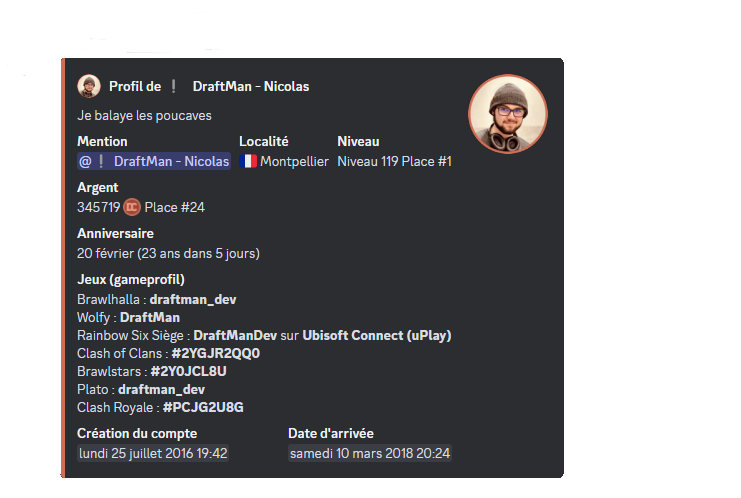 Profil de ❕ DraftMan - Nicolas
Je balaye les poucaves
Mention Localité Niveau
@❕ DraftMan - Nicolas Montpellier Niveau 119 Place #1
Argent
345 719 DC Place #24
Anniversaire
20 février (23 ans dans 5 jours)
Jeux (gameprofil)
Brawlhalla : draftman_dev
Wolfy : DraftMan
Rainbow Six Siège : DraftManDev sur Ubisoft Connect (uPlay)
Clash of Clans : #2YGJR2QQ0
Brawlstars : #2Y0JCL8U
Plato : draftman_dev
Clash Royale : #PCJG2U8G
Création du compte Date d'arrivée
lundi 25 juillet 2016 19:42 samedi 10 mars 2018 20:24